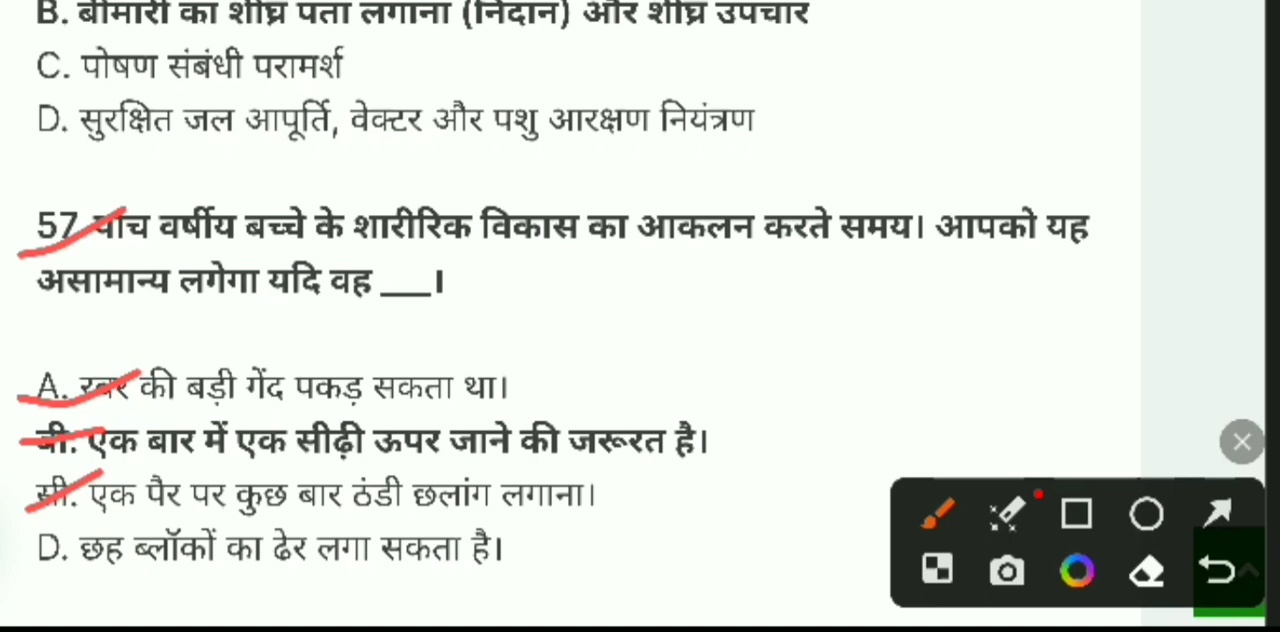 B. बीमारी का शीघ्र पता लगाना (निदान) और शीघ्र उपचार
C. पोषण संबंधी परामर्श
D. सुरक्षित जल आपूर्ति, वेक्टर और पशु आरक्षण नियंत्रण
57. पांच वर्षीय बच्चे के शारीरिक विकास का आकलन करते समय। आपको यह
असामान्य लगेगा यदि वह ___।
A. रबर की बड़ी गेंद पकड़ सकता था।
बी. एक बार में एक सीढ़ी ऊपर जाने की जरूरत है।
सी. एक पैर पर कुछ बार ठंडी छलांग लगाना।
D. छह ब्लॉकों का ढेर लगा सकता है।